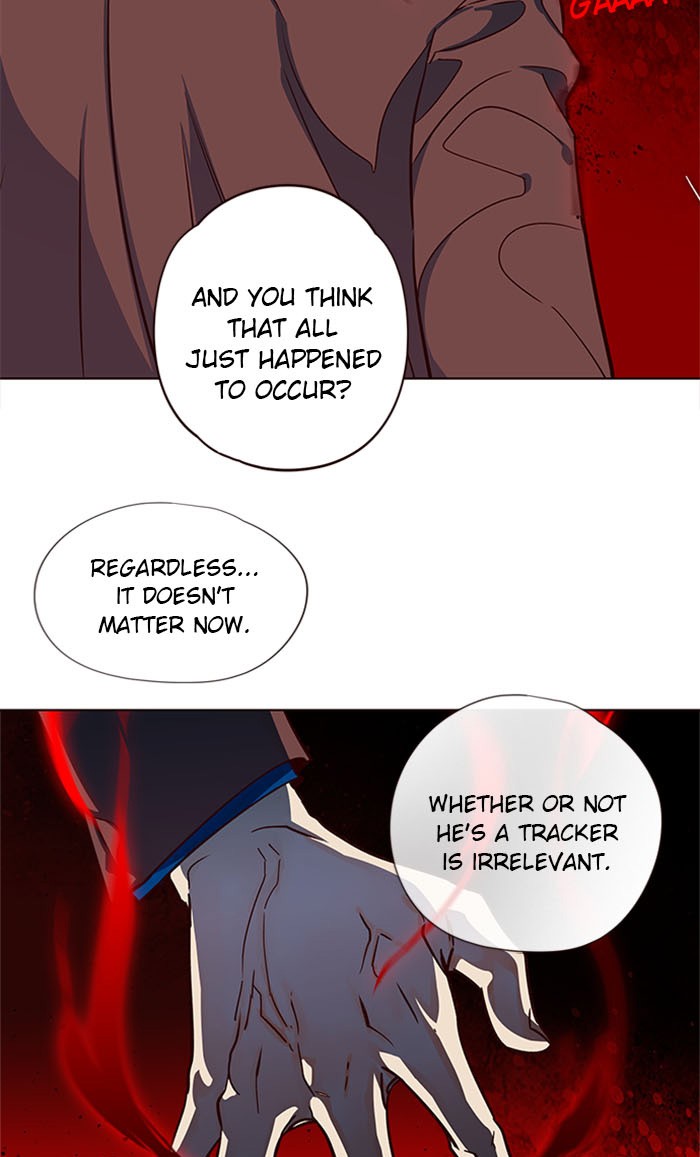 GAAAA
AND YOU THINK
THAT ALL
JUST HAPPENED
TO OCCUR?
REGARDLESS...
IT DOESN'T
MATTER NOW.
WHETHER OR NOT
HE'S A TRACKER
IS IRRELEVANT.